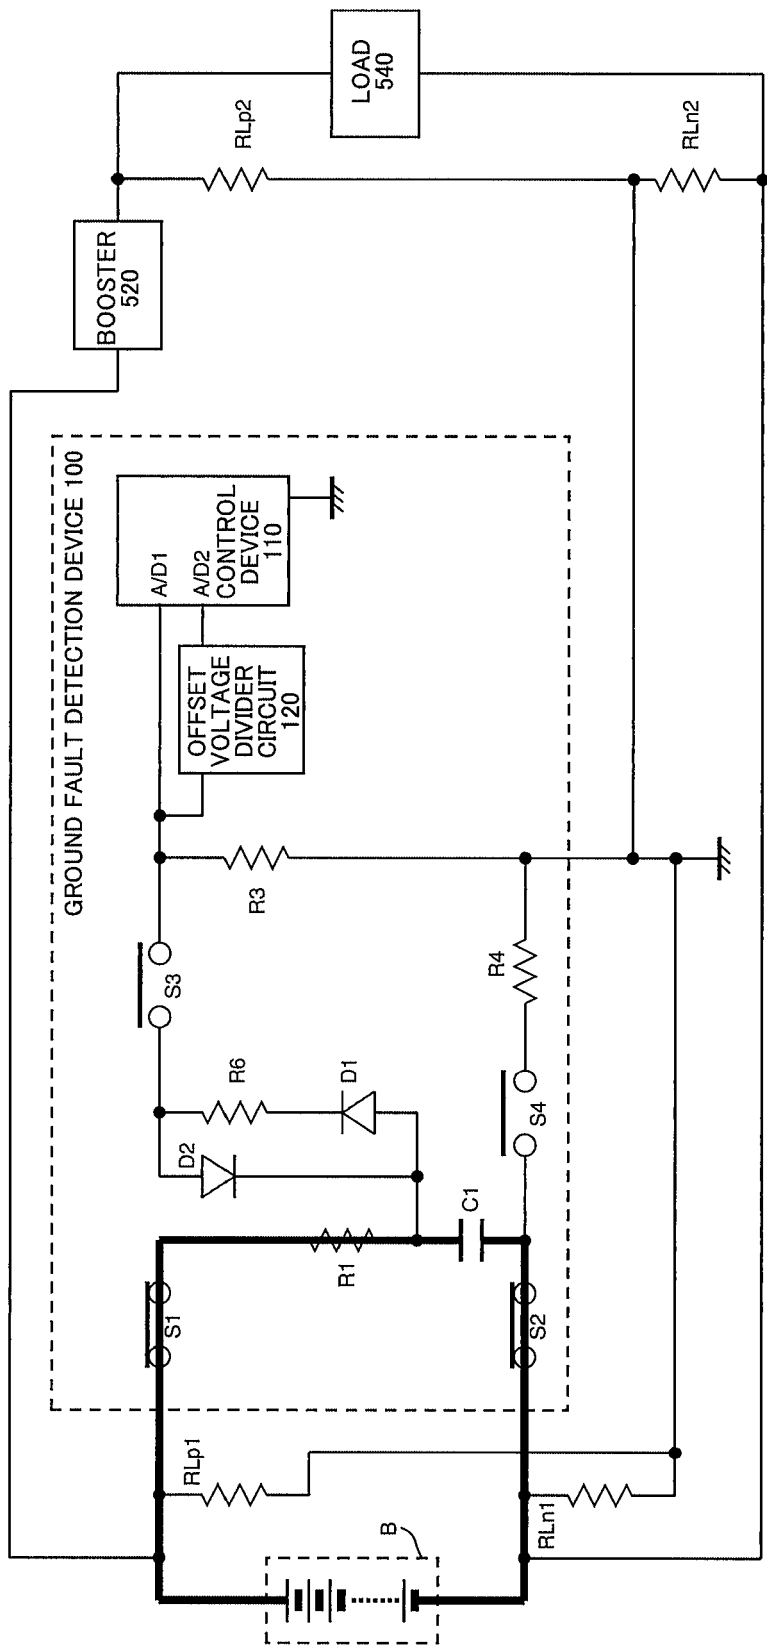 LOAD
540
RLp2
RLn2
BOOSTER
520
GROUND FAULT DETECTION DEVICE 100
A/D1
A/D2
CONTROL
DEVICE
110
OFFSET
VOLTAGE
DIVIDER
CIRCUIT
120
R3
S3
R4
R6
D1
D2
S4
C1
R1
S1
S2
RLp1
RLn1
B